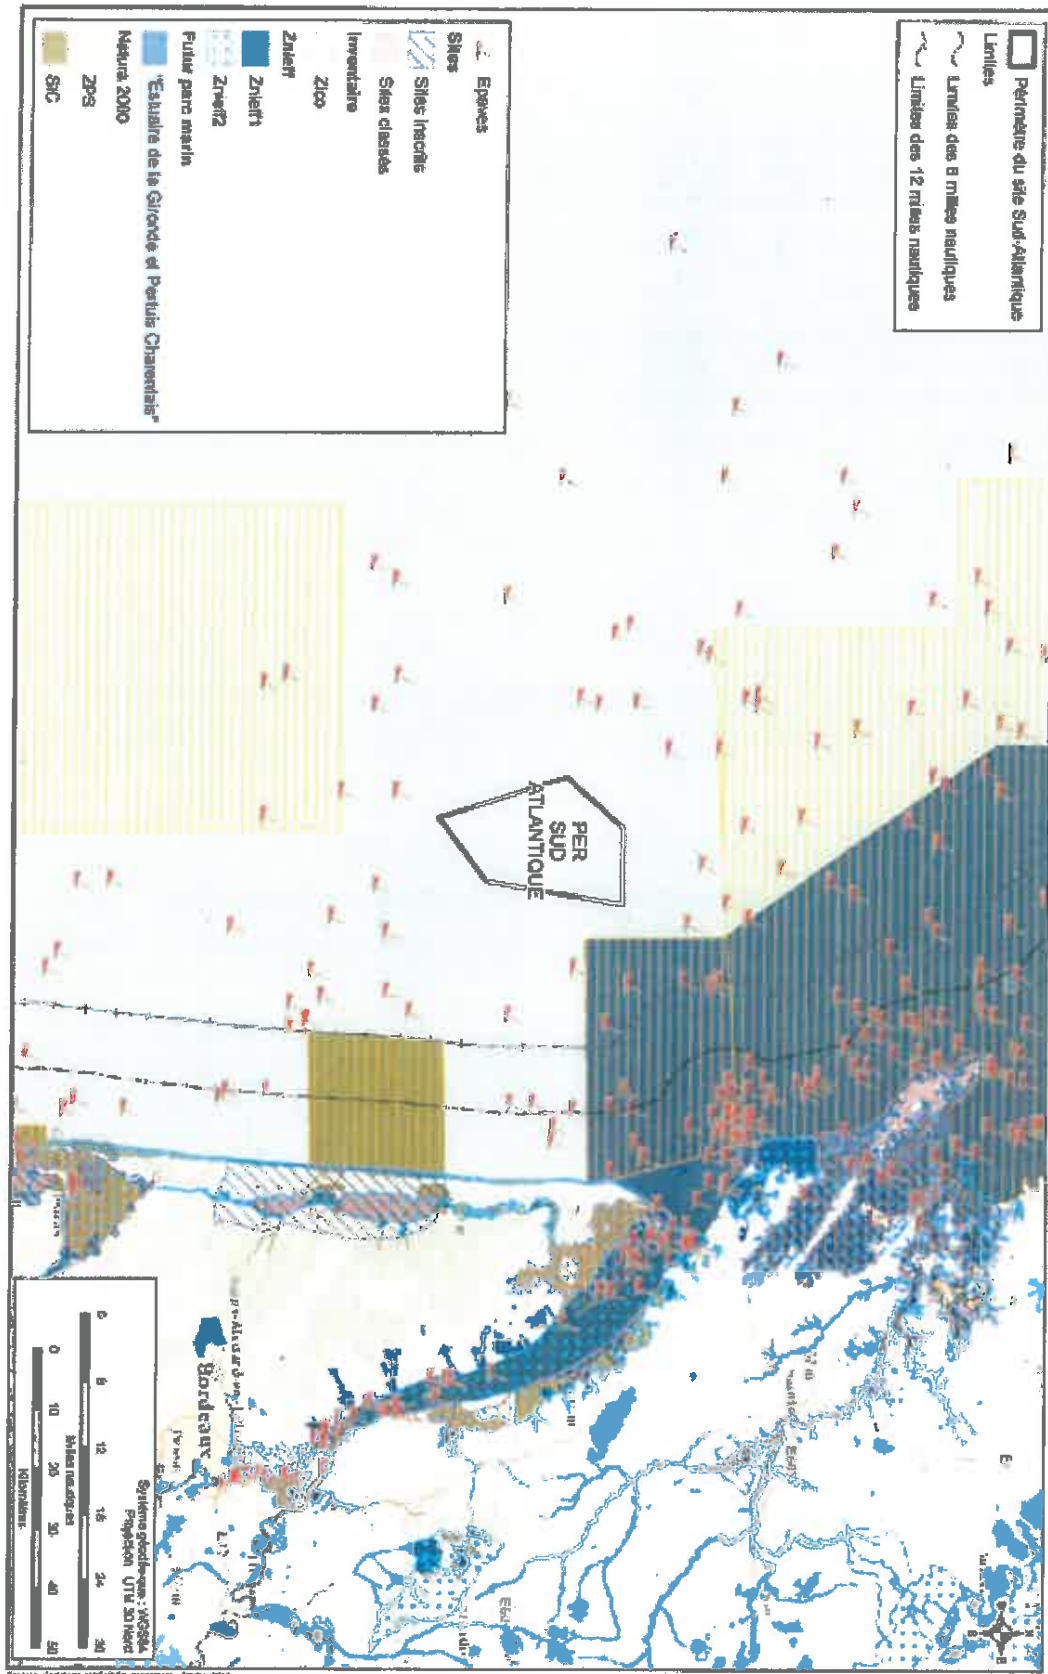 Périmètre du site Sud-Atlantique
Limites
Limites des 6 milles nautiques
Limites des 12 milles nautiques
Epaves
Sites
Sites inscrits
Sites classés
Inventaire
Zico
Znieff
Znieff1
Znieff2
Futur parc marin
"Estuaire de la Gironde et Pertuis Charentais"
Natura 2000
ZPS
SIC
PER
SUD
ATLANTIQUE
Bordeaux
Système géodésique : WGS84
Projection UTM 30 Nord
0 6 12 18 24 30
Milles nautiques
0 10 20 30 40 50
Kilomètres